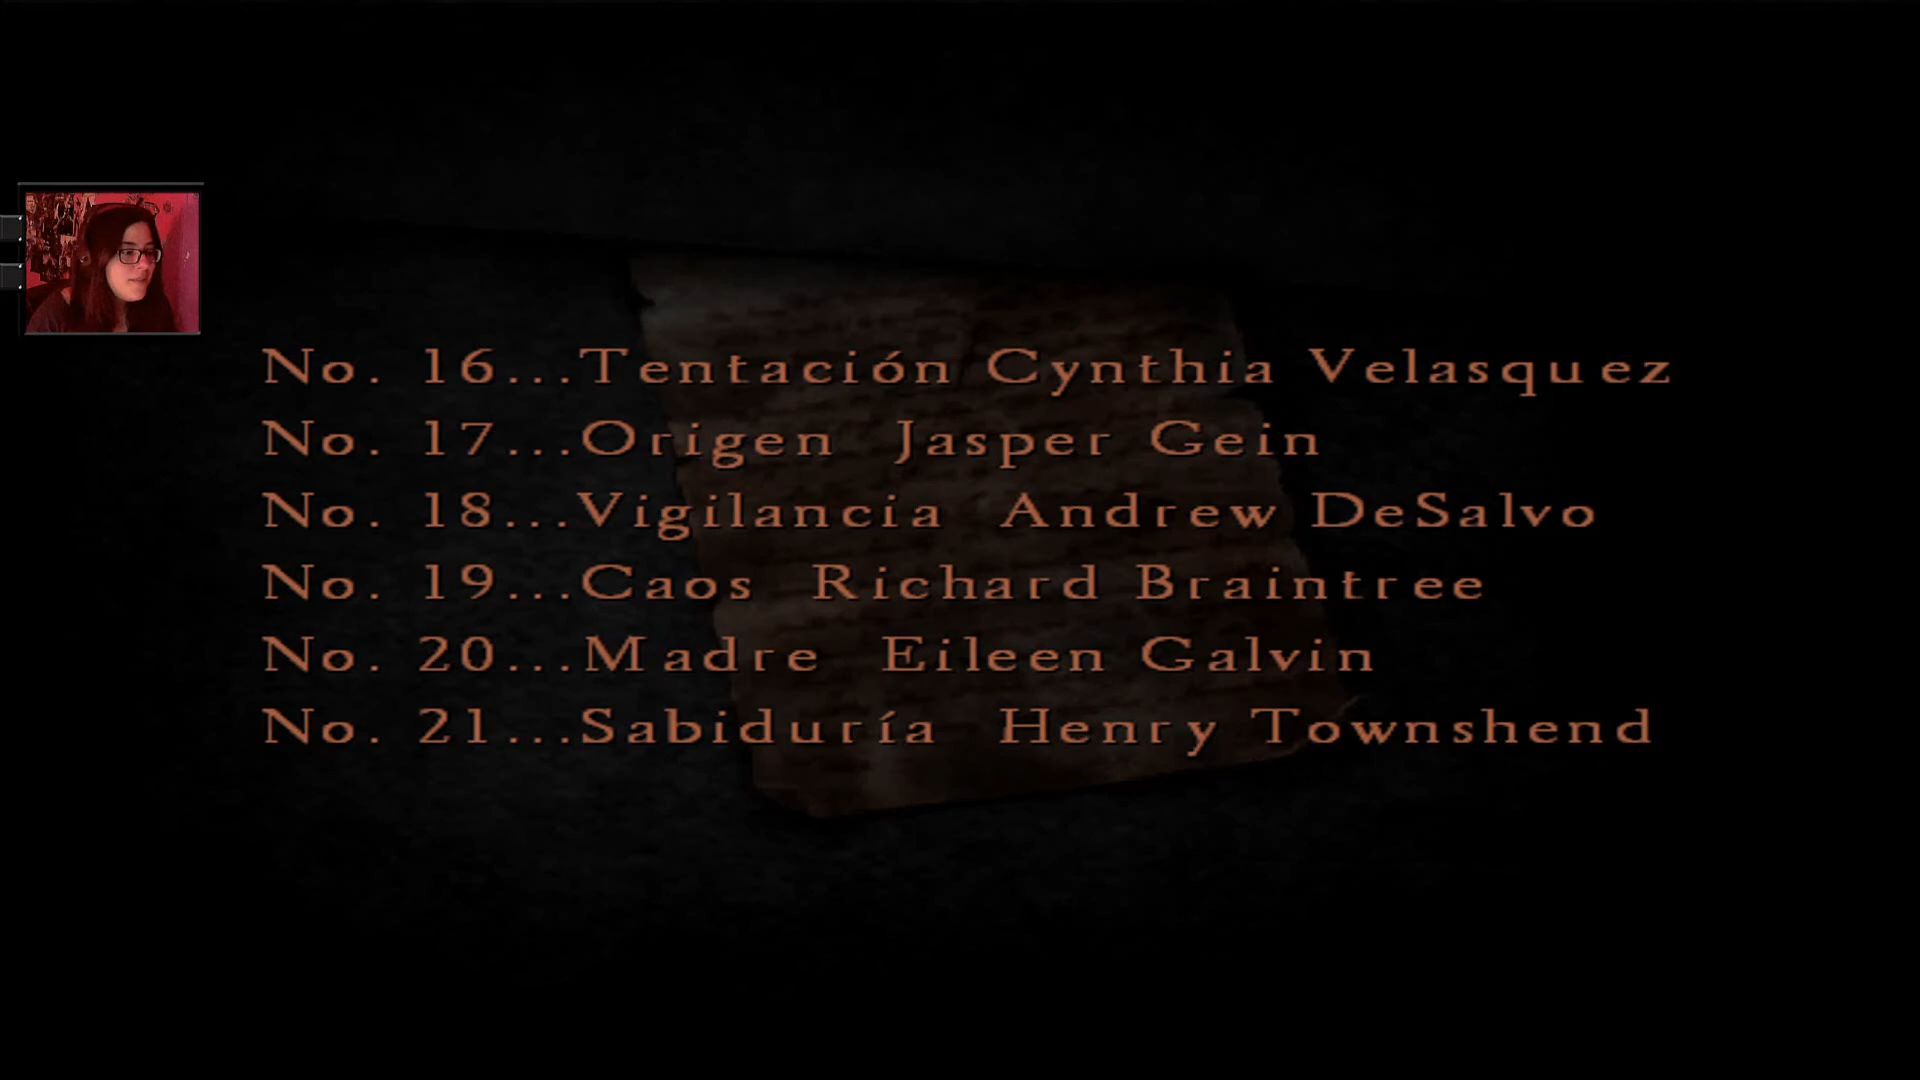 No. 16...Tentación Cynthia Velasquez
No. 17...Origen Jasper Gein
No. 18...Vigilancia Andrew DeSalvo
No. 19...Caos Richard Braintree
No. 20...Madre Eileen Galvin
No. 21...Sabiduría Henry Townshend